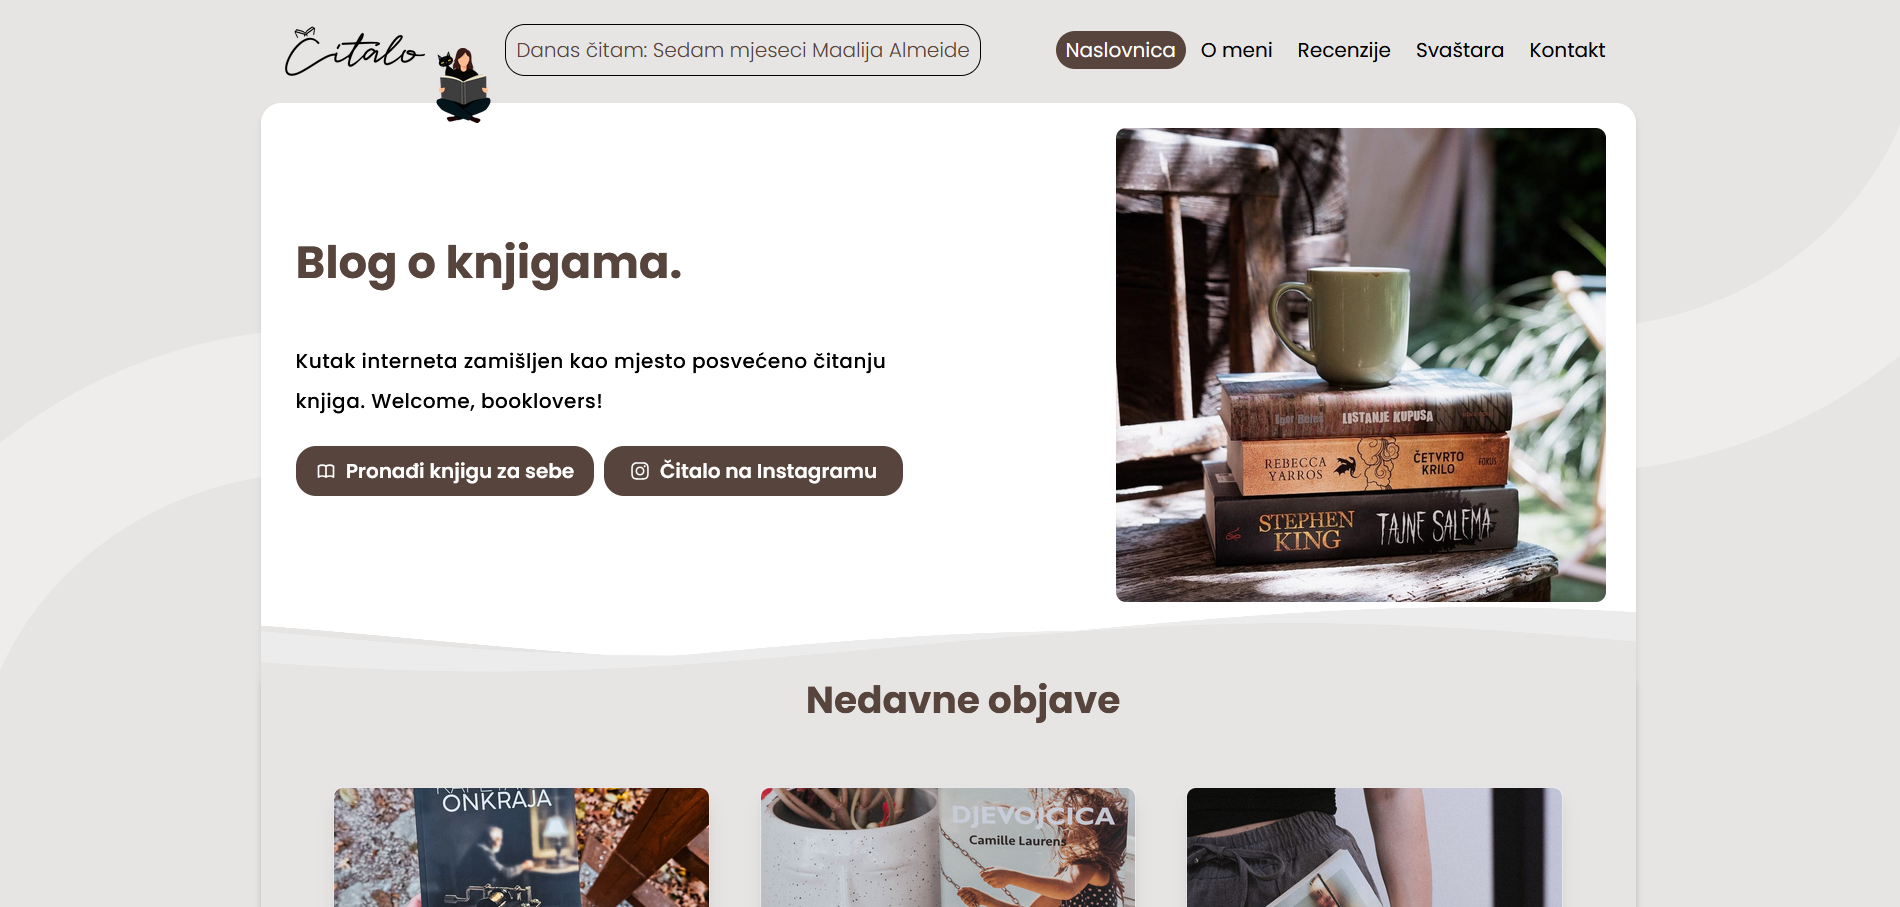 Čitalo
Danas čitam: Sedam mjeseci Maalija Almeide
Naslovnica
O meni
Recenzije
Svaštara
Kontakt
Blog o knjigama.
Kutak interneta zamišljen kao mjesto posvećeno čitanju
knjiga. Welcome, booklovers!
Pronađi knjigu za sebe
Čitalo na Instagramu
LISTANJE KUPUSA
REBECCA
YARROS
ČETVRTO
KRILO
FOKUS
STEPHEN
KING
TAJNE SALEMA
Nedavne objave
ONKRAJA
DJEVOJČICA
Camille Laurens